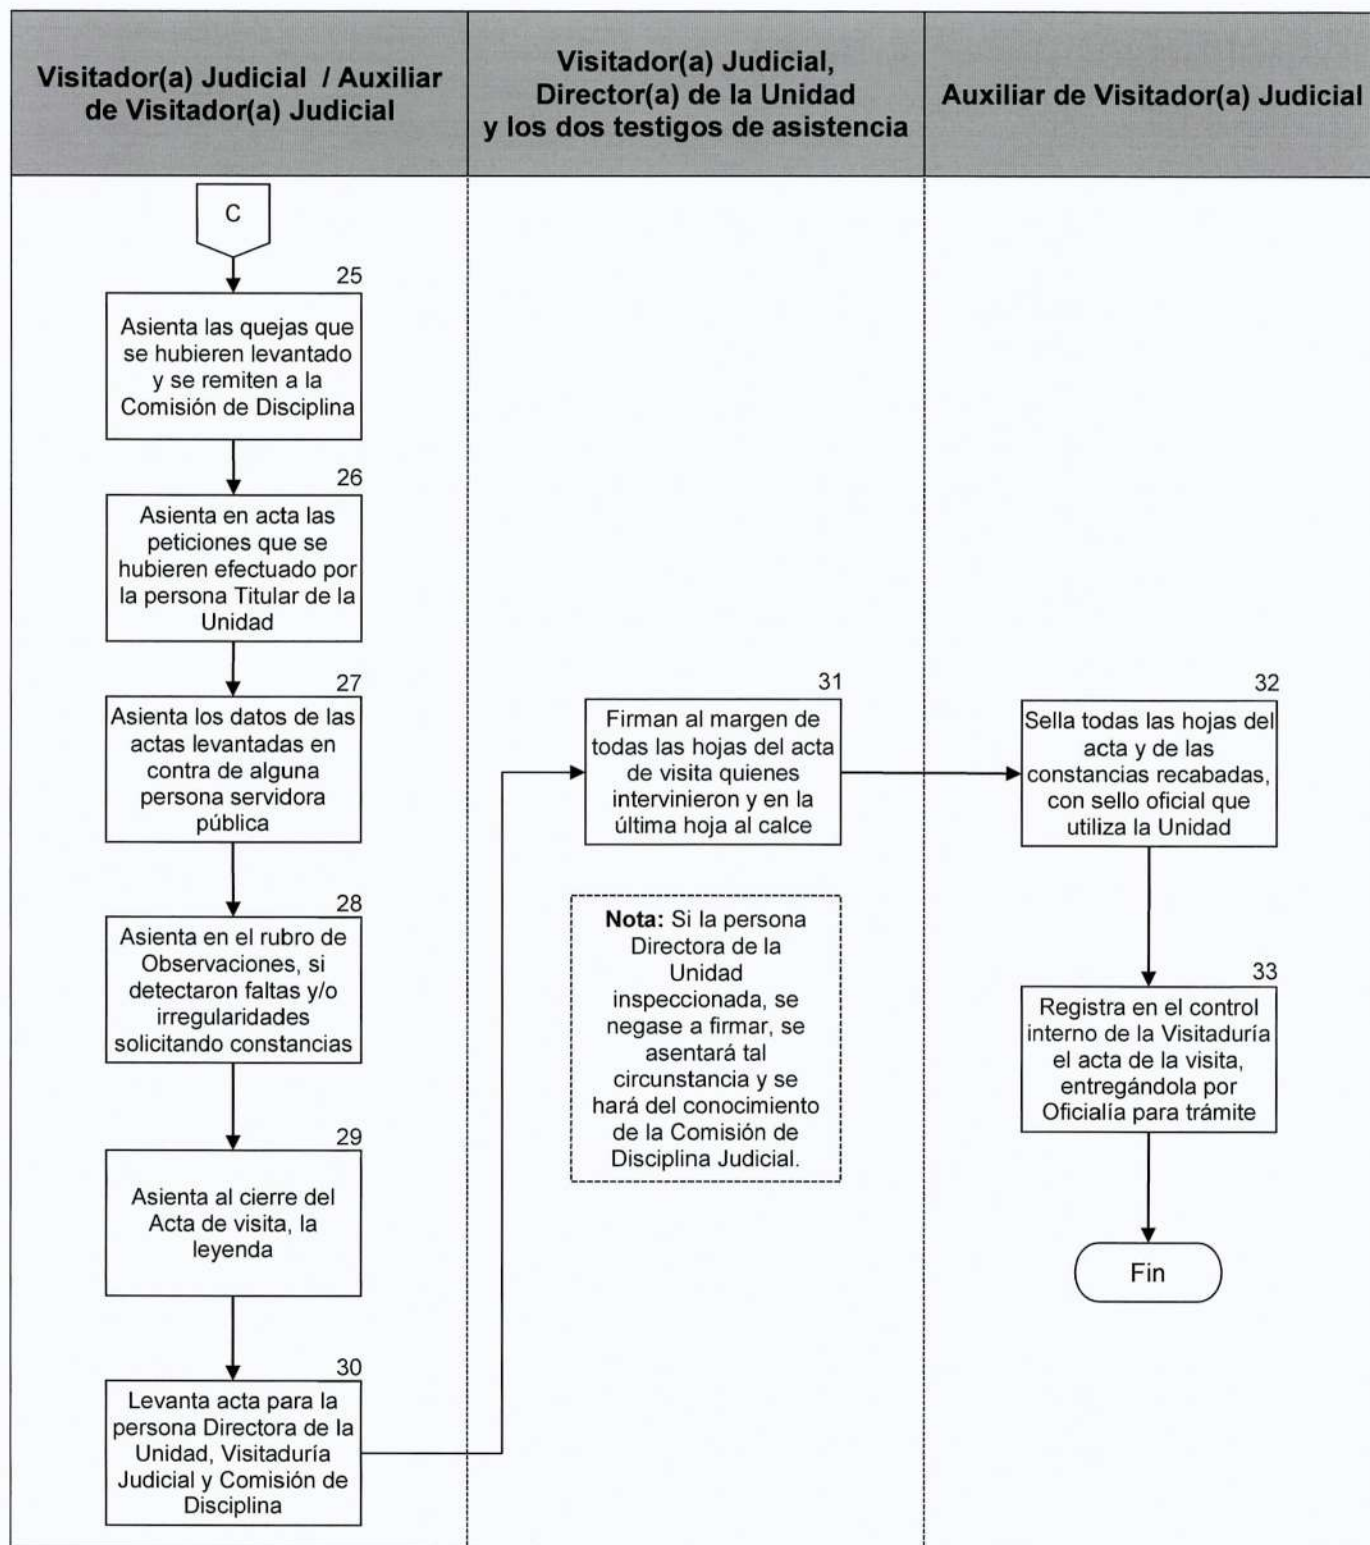 Visitador(a) Judicial / Auxiliar
de Visitador(a) Judicial
Visitador(a) Judicial,
Director(a) de la Unidad
y los dos testigos de asistencia
Auxiliar de Visitador(a) Judicial
C
25
Asienta las quejas que
se hubieren levantado
y se remiten a la
Comisión de Disciplina
26
Asienta en acta las
peticiones que se
hubieren efectuado por
la persona Titular de la
Unidad
27
Asienta los datos de las
actas levantadas en
contra de alguna
persona servidora
pública
28
Asienta en el rubro de
Observaciones, si
detectaron faltas y/o
irregularidades
solicitando constancias
29
Asienta al cierre del
Acta de visita, la
leyenda
30
Levanta acta para la
persona Directora de la
Unidad, Visitaduría
Judicial y Comisión de
Disciplina
31
Firman al margen de
todas las hojas del acta
de visita quienes
intervinieron y en la
última hoja al calce
Nota: Si la persona
Directora de la
Unidad
inspeccionada, se
negase a firmar, se
asentará tal
circunstancia y se
hará del conocimiento
de la Comisión de
Disciplina Judicial.
32
Sella todas las hojas del
acta y de las
constancias recabadas,
con sello oficial que
utiliza la Unidad
33
Registra en el control
interno de la Visitaduría
el acta de la visita,
entregándola por
Oficialía para trámite
Fin